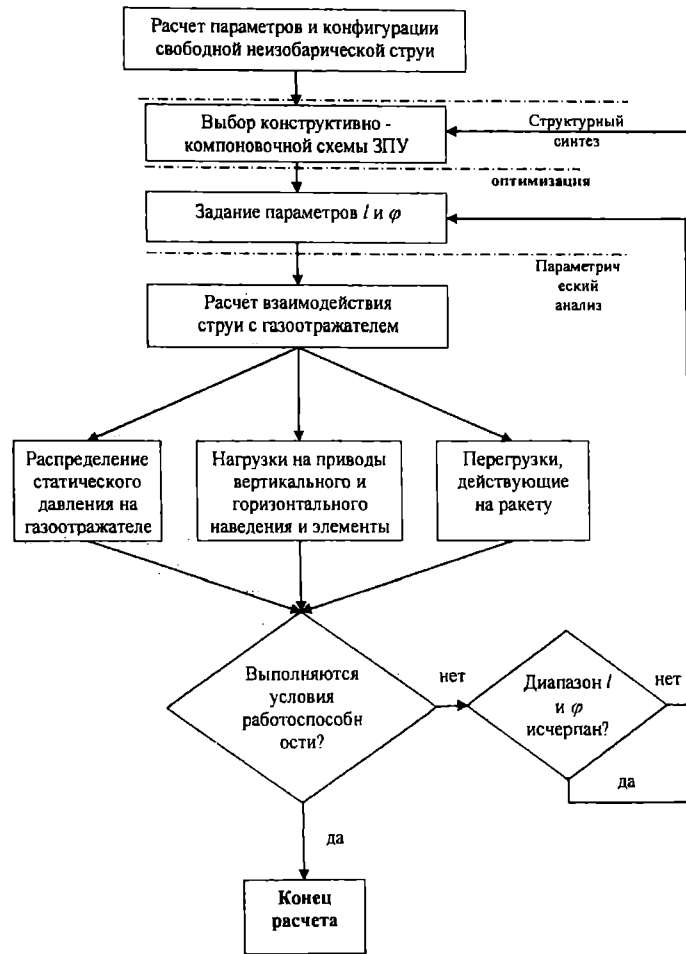 Расчет параметров и конфигурации
свободной неизобарической струи
Выбор конструктивно -
компоновочной схемы ЗПУ
Структурный
синтез
оптимизация
Задание параметров l и φ
Параметрич
еский
анализ
Расчет взаимодействия
струи с газоотражателем
Распределение
статического
давления на
газоотражателе
Нагрузки на приводы
вертикального и
горизонтального
наведения и элементы
Перегрузки,
действующие
на ракету
Выполняются
условия
работоспособн
ости?
нет
Диапазон l
и φ
исчерпан?
нет
да
да
Конец
расчета